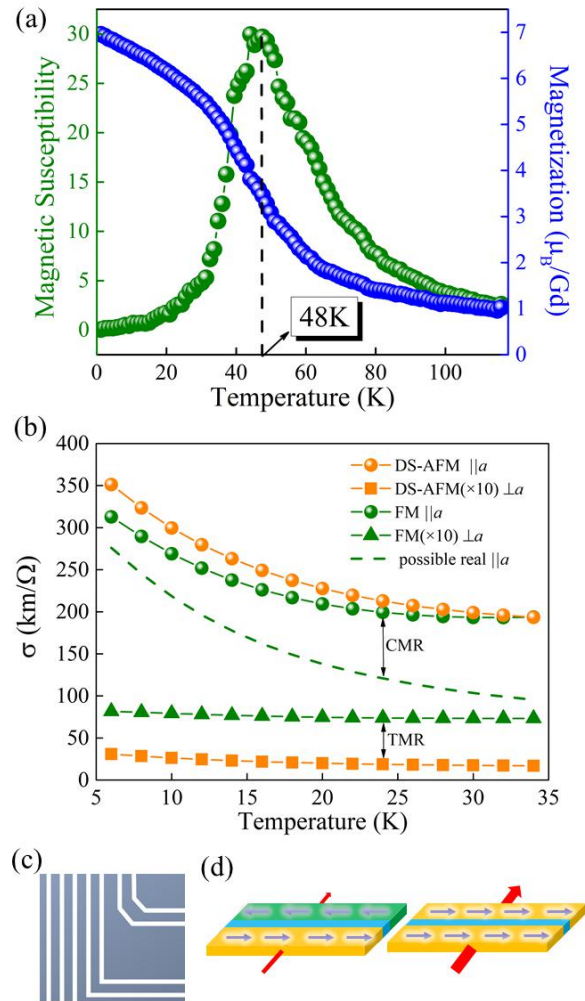 (a)
30
25
20
15
10
5
0
Magnetic Susceptibility
7
6
5
4
3
2
1
0
Magnetization (μB/Gd)
48K
0 20 40 60 80 100
Temperature (K)
(b)
400
350
300
250
200
150
100
50
0
σ (km/Ω)
DS-AFM ||a
DS-AFM(×10) ⊥a
FM ||a
FM(×10) ⊥a
possible real ||a
CMR
TMR
5 10 15 20 25 30 35
Temperature (K)
(c)
(d)